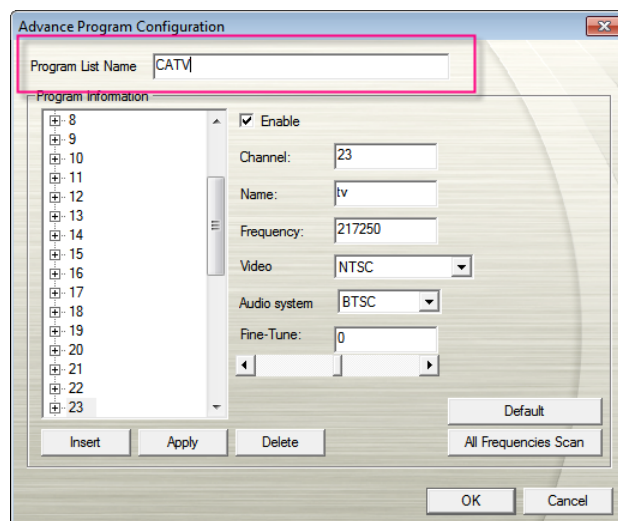 Advance Program Configuration
Program List Name CATV
Program Information
8
9
10
11
12
13
14
15
16
17
18
19
20
21
22
23
Enable
Channel: 23
Name: tv
Frequency: 217250
Video NTSC
Audio system BTSC
Fine-Tune: 0
Default
Insert Apply Delete All Frequencies Scan
OK Cancel